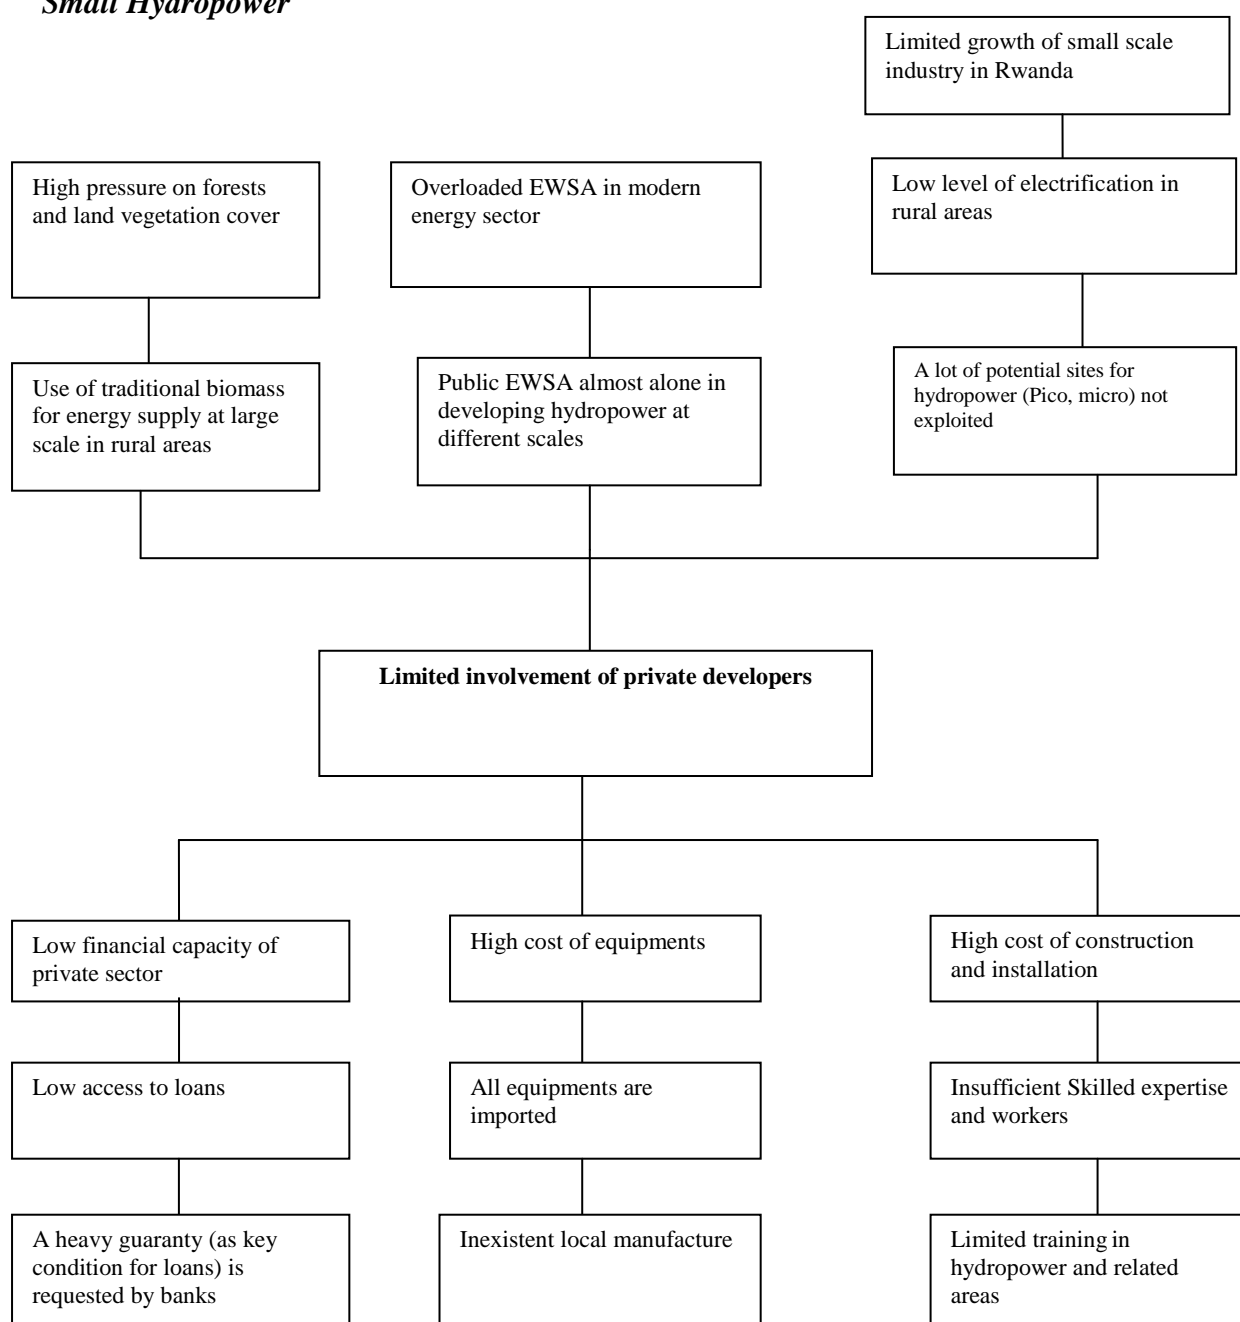 Small Hydropower
Limited growth of small scale
industry in Rwanda
High pressure on forests
and land vegetation cover
Overloaded EWSA in modern
energy sector
Low level of electrification in
rural areas
Use of traditional biomass
for energy supply at large
scale in rural areas
Public EWSA almost alone in
developing hydropower at
different scales
A lot of potential sites for
hydropower (Pico, micro) not
exploited
Limited involvement of private developers
Low financial capacity of
private sector
High cost of equipments
High cost of construction
and installation
Low access to loans
All equipments are
imported
Insufficient Skilled expertise
and workers
A heavy guaranty (as key
condition for loans) is
requested by banks
Inexistent local manufacture
Limited training in
hydropower and related
areas